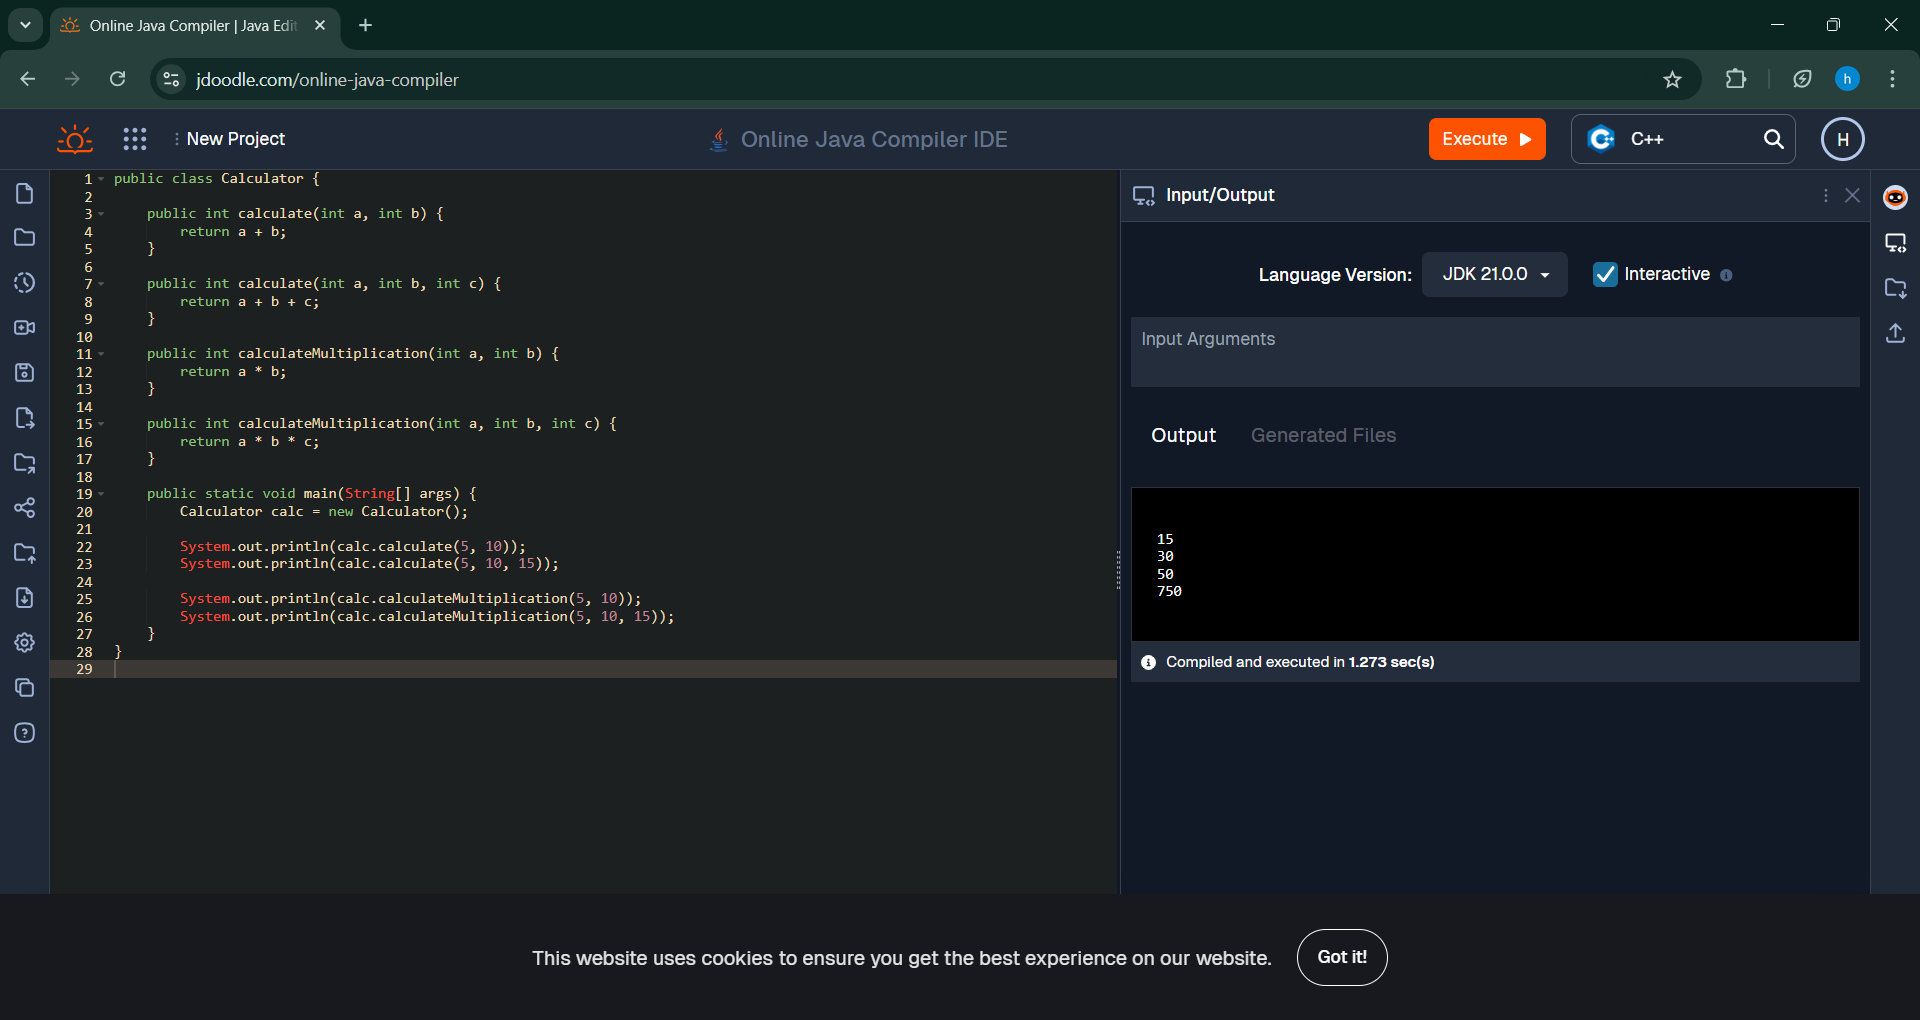 Online Java Compiler | Java Edit
jdoodle.com/online-java-compiler
h
New Project
Online Java Compiler IDE
Execute
C++
H
1 public class Calculator {
2
3     public int calculate(int a, int b) {
4         return a + b;
5     }
6
7     public int calculate(int a, int b, int c) {
8         return a + b + c;
9     }
10
11     public int calculateMultiplication(int a, int b) {
12         return a * b;
13     }
14
15     public int calculateMultiplication(int a, int b, int c) {
16         return a * b * c;
17     }
18
19     public static void main(String[] args) {
20         Calculator calc = new Calculator();
21
22         System.out.println(calc.calculate(5, 10));
23         System.out.println(calc.calculate(5, 10, 15));
24
25         System.out.println(calc.calculateMultiplication(5, 10));
26         System.out.println(calc.calculateMultiplication(5, 10, 15));
27     }
28 }
29
Input/Output
Language Version: JDK 21.0.0 Interactive
Input Arguments
Output Generated Files
15
30
50
750
Compiled and executed in 1.273 sec(s)
This website uses cookies to ensure you get the best experience on our website. Got it!